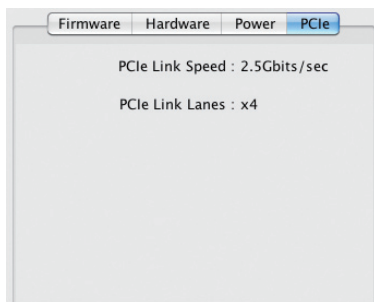 Firmware Hardware Power PCIe
PCIe Link Speed : 2.5Gbits/sec
PCIe Link Lanes : x4